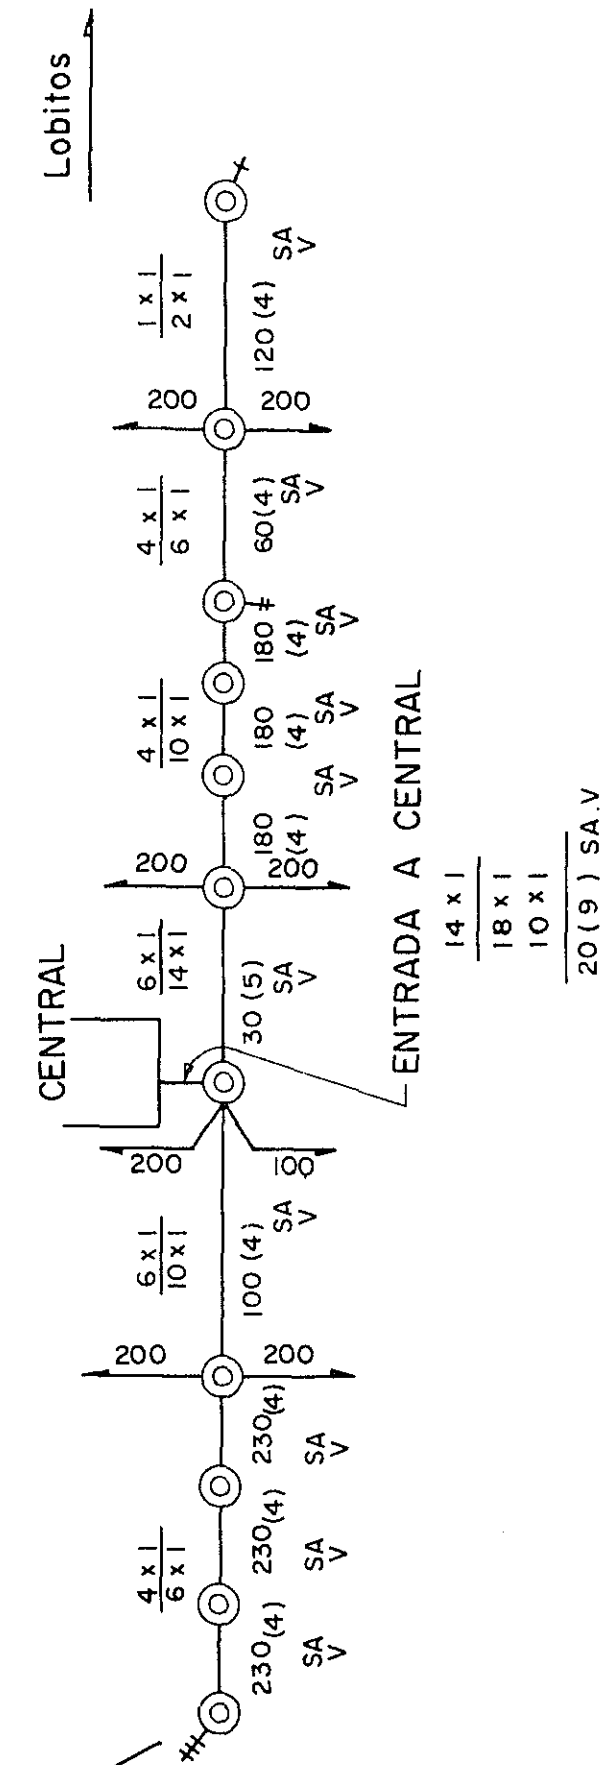 Lobitos
1 x 1
2 x 1
120 (4)
SA
V
200
200
4 x 1
6 x 1
60(4)
SA
V
180
(4)
SA
V
4 x 1
10 x 1
180
(4)
SA
V
180
(4)
SA
V
200
200
6 x 1
14 x 1
30 (5)
SA
V
CENTRAL
ENTRADA A CENTRAL
14 x 1
18 x 1
10 x 1
20(9) SA.V
200
100
6 x 1
10 x 1
100 (4)
SA
V
200
200
230(4)
SA
V
4 x 1
6 x 1
230(4)
SA
V
230(4)
SA
V